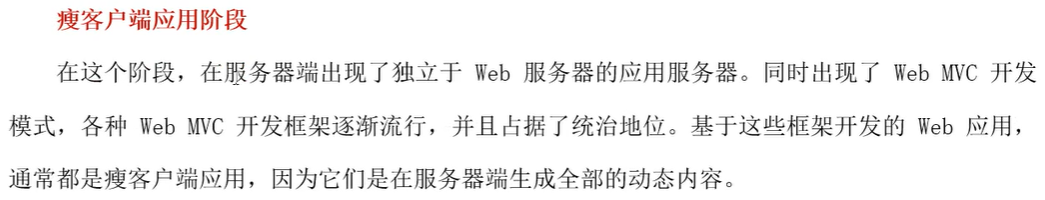 瘦客户端应用阶段
在这个阶段，在服务器端出现了独立于 Web 服务器的应用服务器。同时出现了 Web MVC 开发
模式，各种 Web MVC 开发框架逐渐流行，并且占据了统治地位。基于这些框架开发的 Web 应用，
通常都是瘦客户端应用，因为它们是在服务器端生成全部的动态内容。